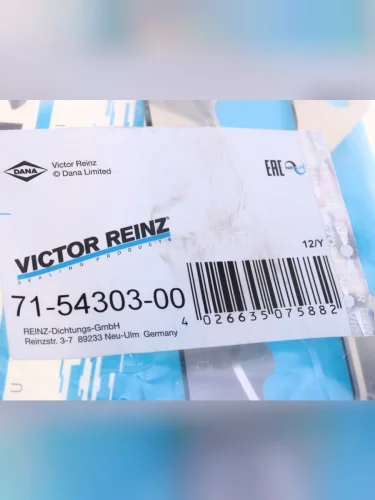 DANA
Victor Reinz
© Dana Limited
EAC
VICTOR REINZ®
SEALING PRODUCTS
12/Y
71-54303-00
4 026635 075882
REINZ-Dichtungs-GmbH
Reinzstr. 3-7 89233 Neu-Ulm Germany